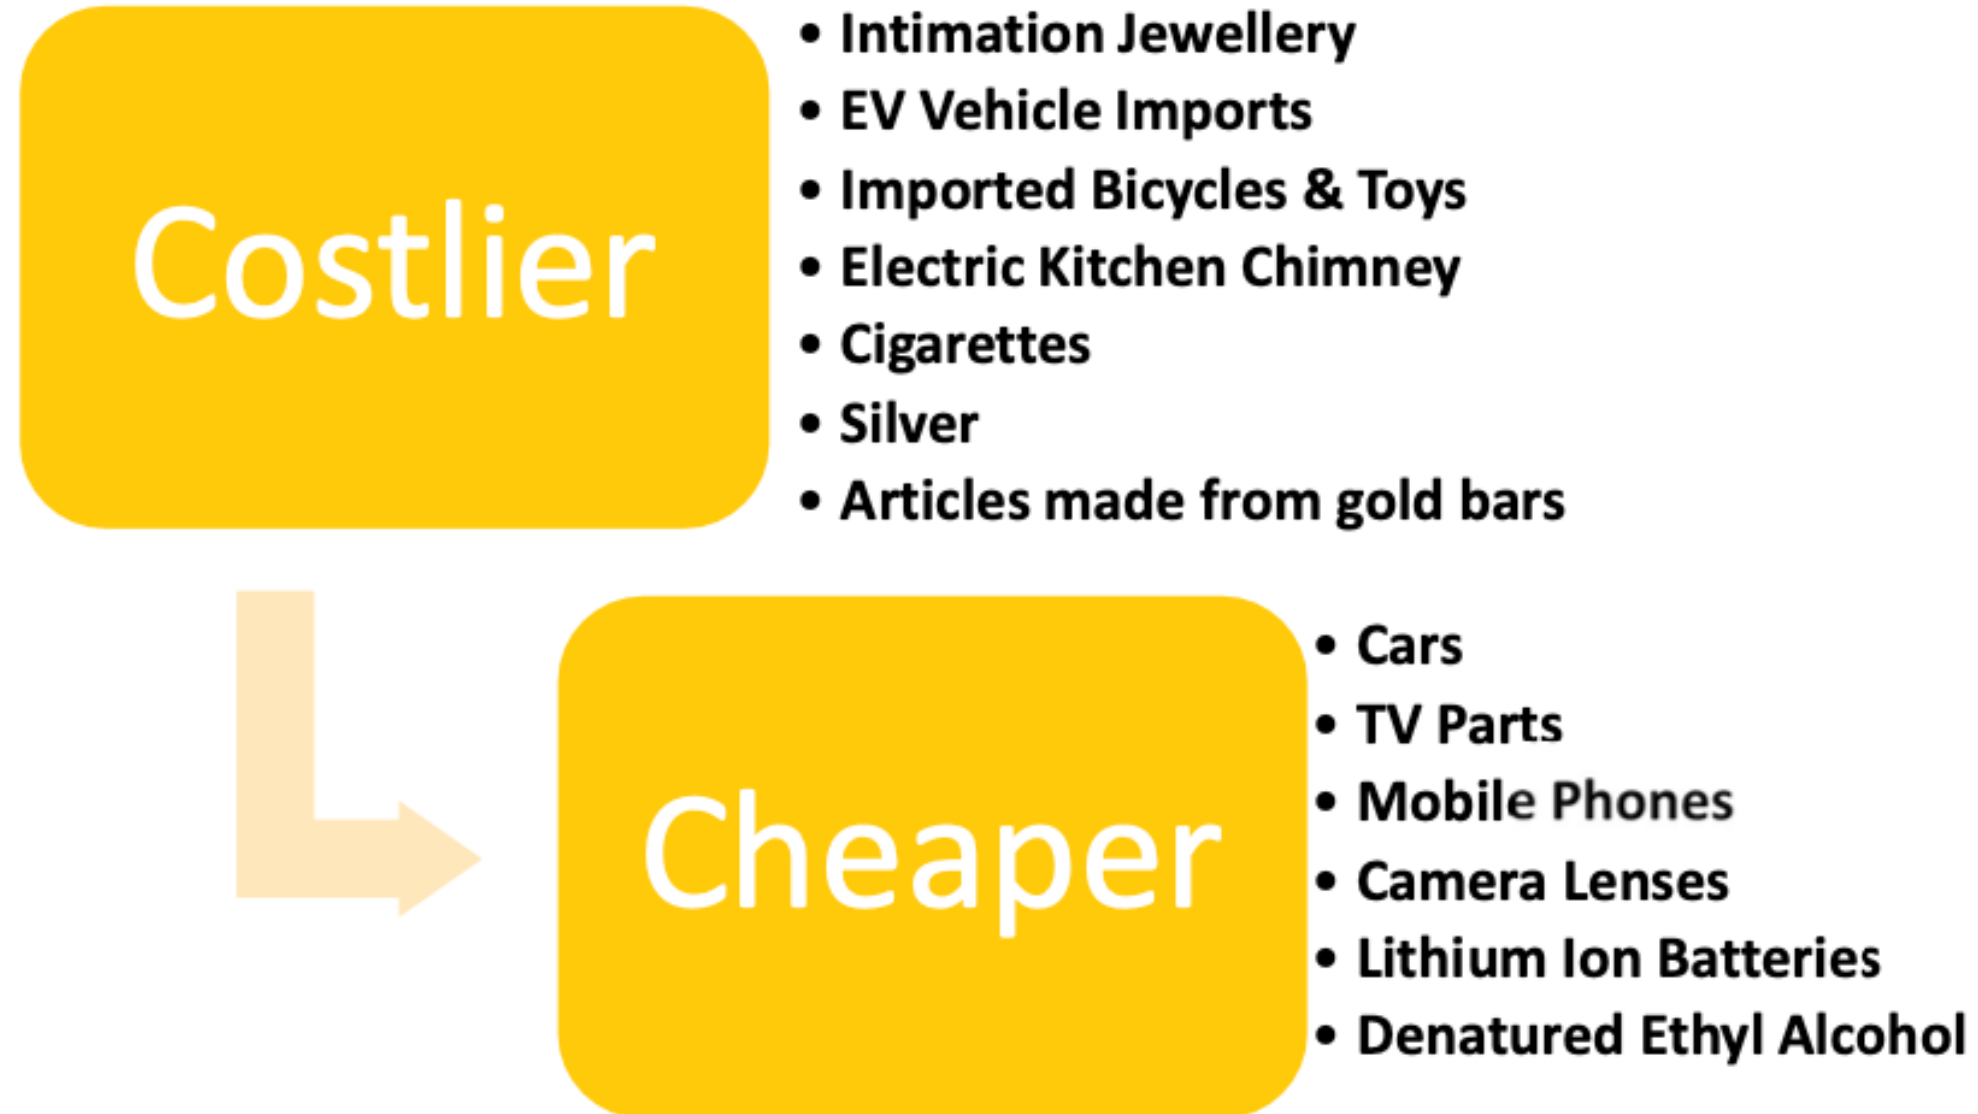 Costlier
• Intimation Jewellery
• EV Vehicle Imports
• Imported Bicycles & Toys
• Electric Kitchen Chimney
• Cigarettes
• Silver
• Articles made from gold bars
Cheaper
• Cars
• TV Parts
• Mobile Phones
• Camera Lenses
• Lithium Ion Batteries
• Denatured Ethyl Alcohol